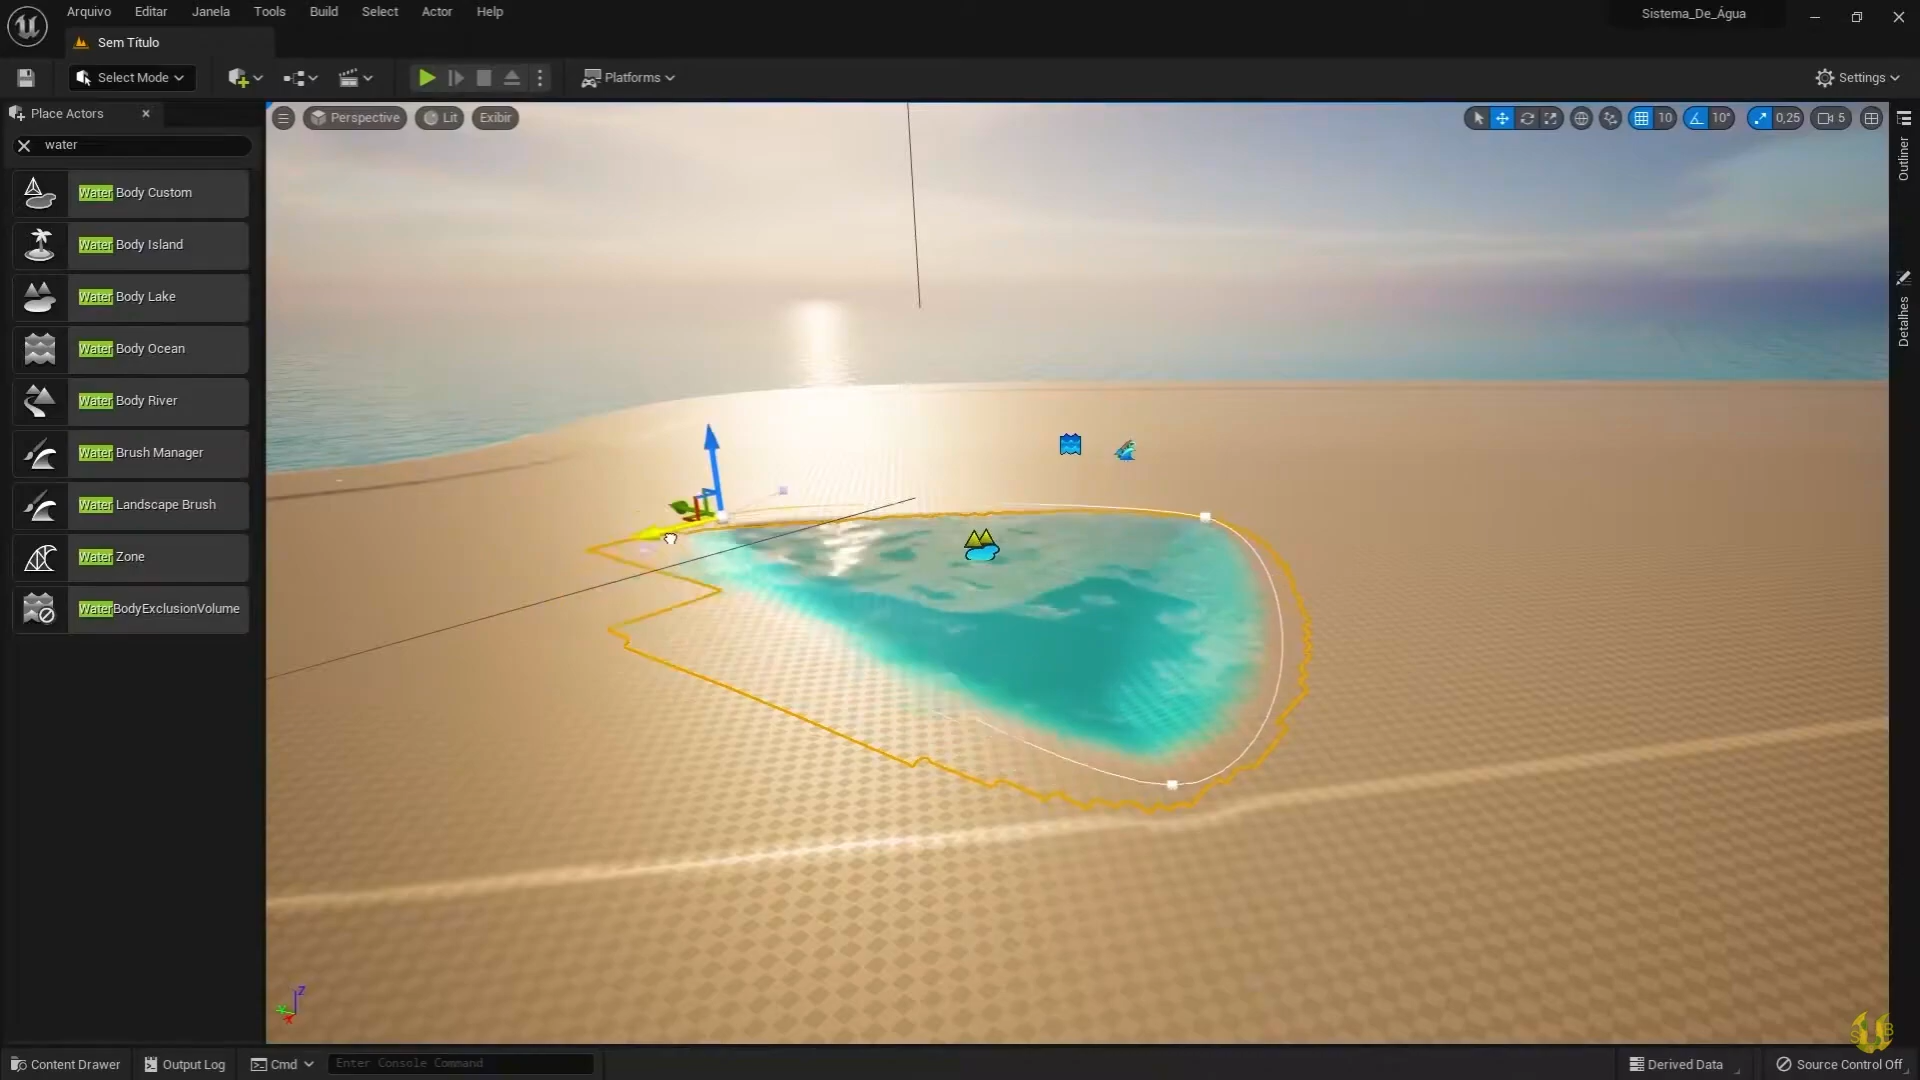 Arquivo Editar Janela Tools Build Select Actor Help
Sistema_De_Água
Sem Título
Select Mode
Platforms
Settings
Place Actors
Perspective Lit Exibir
10 10° 0,25 5
Outliner
Detalhes
water
Water Body Custom
Water Body Island
Water Body Lake
Water Body Ocean
Water Body River
Water Brush Manager
Water Landscape Brush
Water Zone
WaterBodyExclusionVolume
Z
X
Content Drawer Output Log Cmd Enter Console Command Derived Data Source Control Off